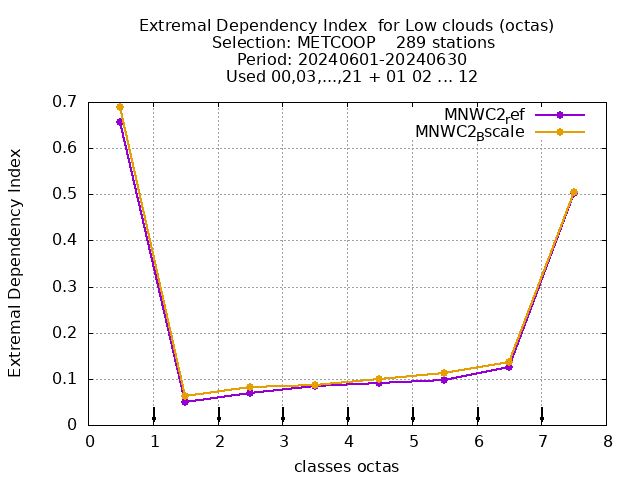 Extremal Dependency Index  for Low clouds (octas)
Selection: METCOOP    289 stations
Period: 20240601-20240630
Used 00,03,...,21 + 01 02 ... 12
MNWC2ref
MNWC2Bscale
0.7
0.6
0.5
0.4
0.3
0.2
0.1
0
Extremal Dependency Index
0 1 2 3 4 5 6 7 8
classes octas